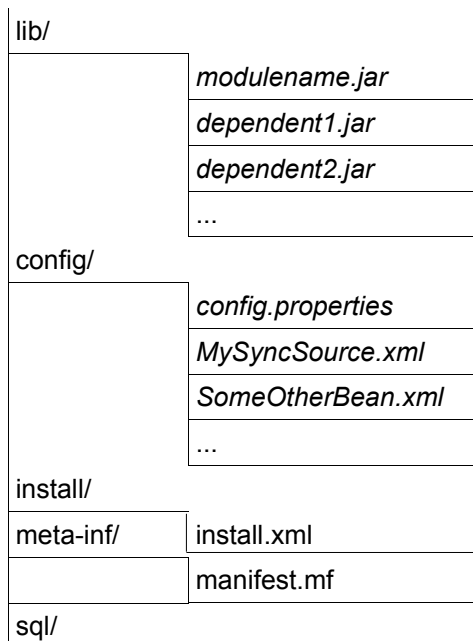 lib/
modulename.jar
dependent1.jar
dependent2.jar
...
config/
config.properties
MySyncSource.xml
SomeOtherBean.xml
...
install/
meta-inf/ install.xml
manifest.mf
sql/